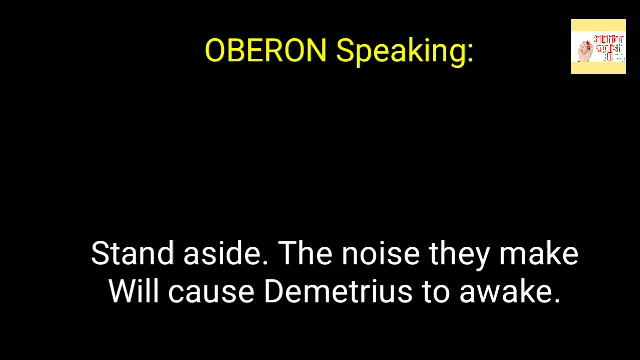 OBERON Speaking:
Stand aside. The noise they make
Will cause Demetrius to awake.